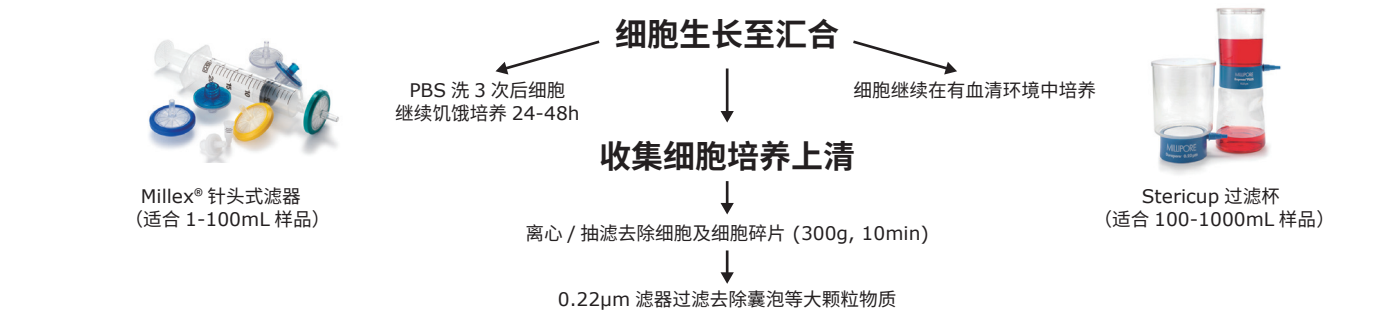 细胞生长至汇合
PBS 洗 3 次后细胞
继续饥饿培养 24-48h
细胞继续在有血清环境中培养
收集细胞培养上清
Millex® 针头式滤器
（适合 1-100mL 样品）
Stericup 过滤杯
（适合 100-1000mL 样品）
离心 / 抽滤去除细胞及细胞碎片 (300g, 10min)
0.22μm 滤器过滤去除囊泡等大颗粒物质
MILLIPORE
MILLIPORE